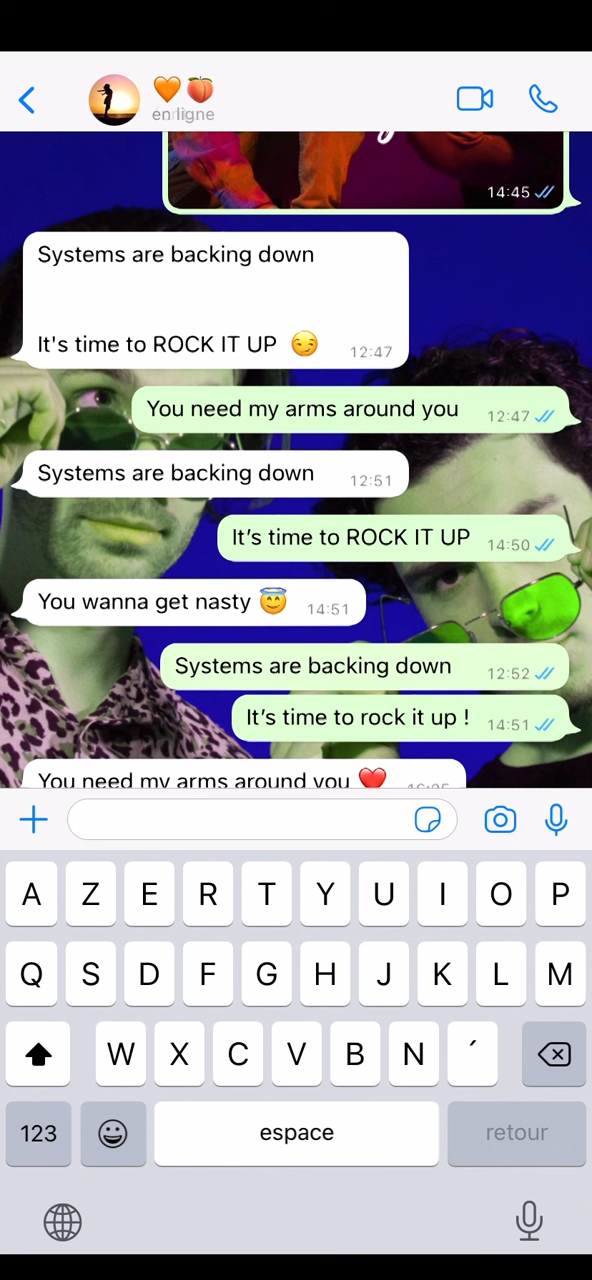 🧡🍑
en ligne
14:45
Systems are backing down
It's time to ROCK IT UP 😏 12:47
You need my arms around you 12:47
Systems are backing down 12:51
It's time to ROCK IT UP 14:50
You wanna get nasty 😇 14:51
Systems are backing down 12:52
It's time to rock it up ! 14:51
You need my arms around you ❤️
A Z E R T Y U I O P
Q S D F G H J K L M
W X C V B N ´
123 espace retour